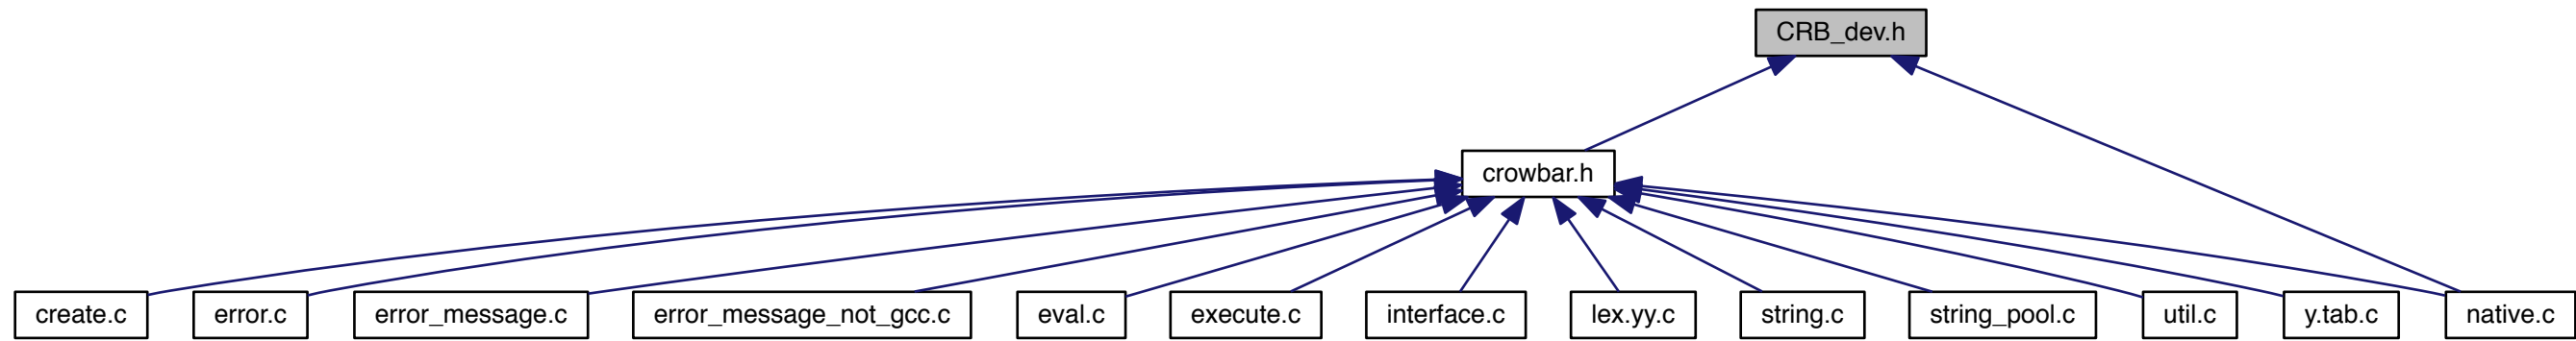 CRB_dev.h
crowbar.h
create.c
error.c
error_message.c
error_message_not_gcc.c
eval.c
execute.c
interface.c
lex.yy.c
string.c
string_pool.c
util.c
y.tab.c
native.c